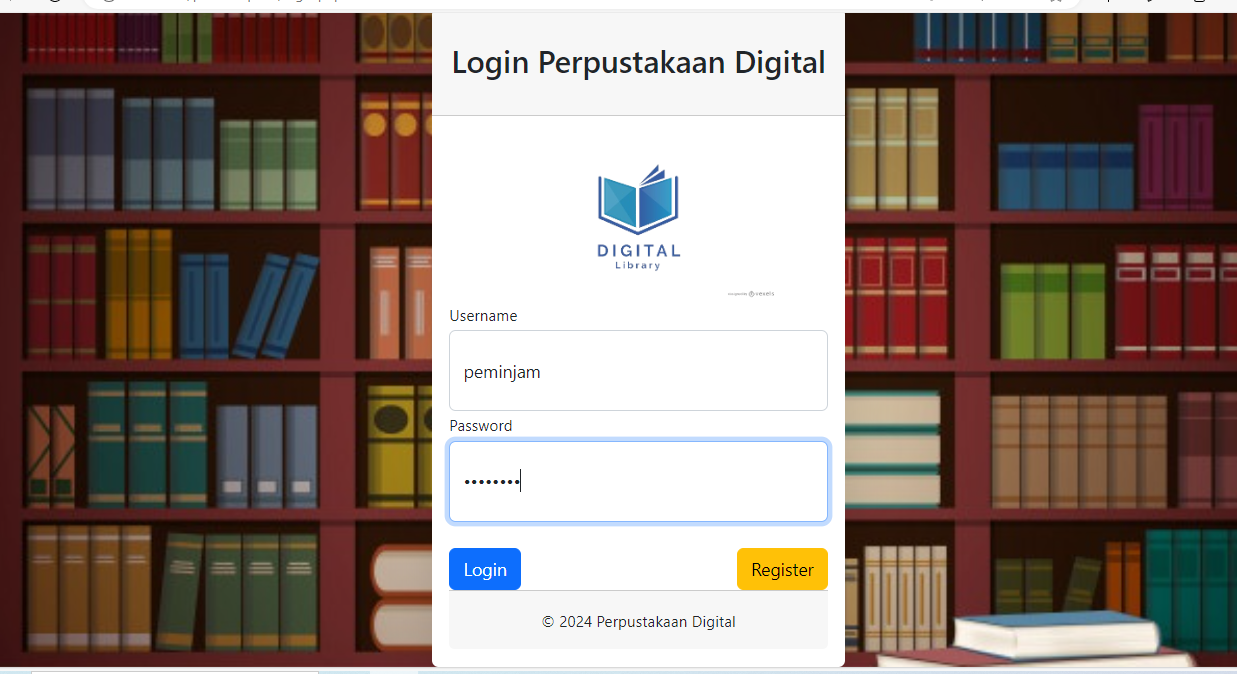 Login Perpustakaan Digital
DIGITAL
Library
Username
peminjam
Password
••••••••
Login
Register
© 2024 Perpustakaan Digital